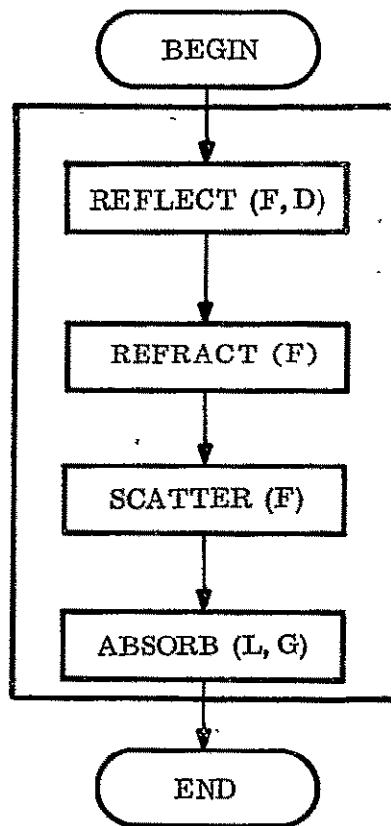 BEGIN
REFLECT (F, D)
REFRACT (F)
SCATTER (F)
ABSORB (L, G)
END